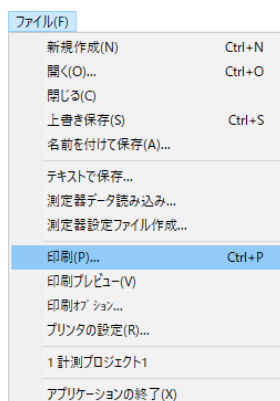 ファイル(F)
新規作成(N) Ctrl+N
開く(O)... Ctrl+O
閉じる(C)
上書き保存(S) Ctrl+S
名前を付けて保存(A)...
テキストで保存...
測定器データ読み込み...
測定器設定ファイル作成...
印刷(P)... Ctrl+P
印刷プレビュー(V)
印刷ｵﾌﾟｼｮﾝ...
プリンタの設定(R)...
1 計測プロジェクト1
アプリケーションの終了(X)